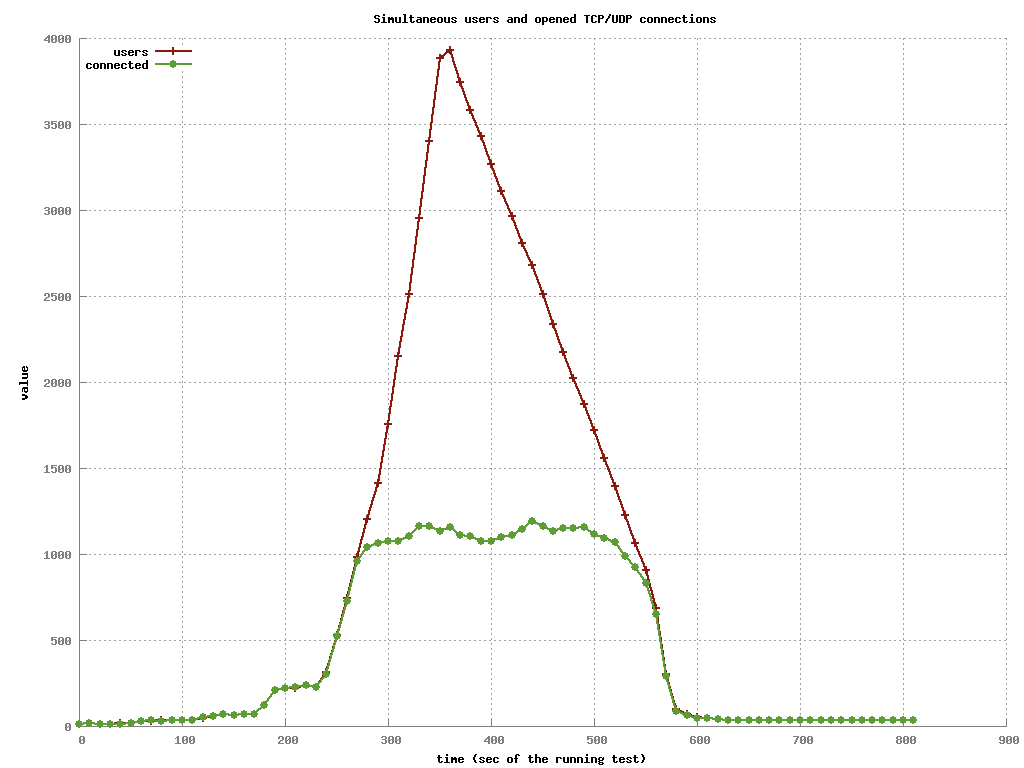 Simultaneous users and opened TCP/UDP connections
4000
users
connected
3500
3000
2500
2000
value
1500
1000
500
0
0 100 200 300 400 500 600 700 800 900
time (sec of the running test)